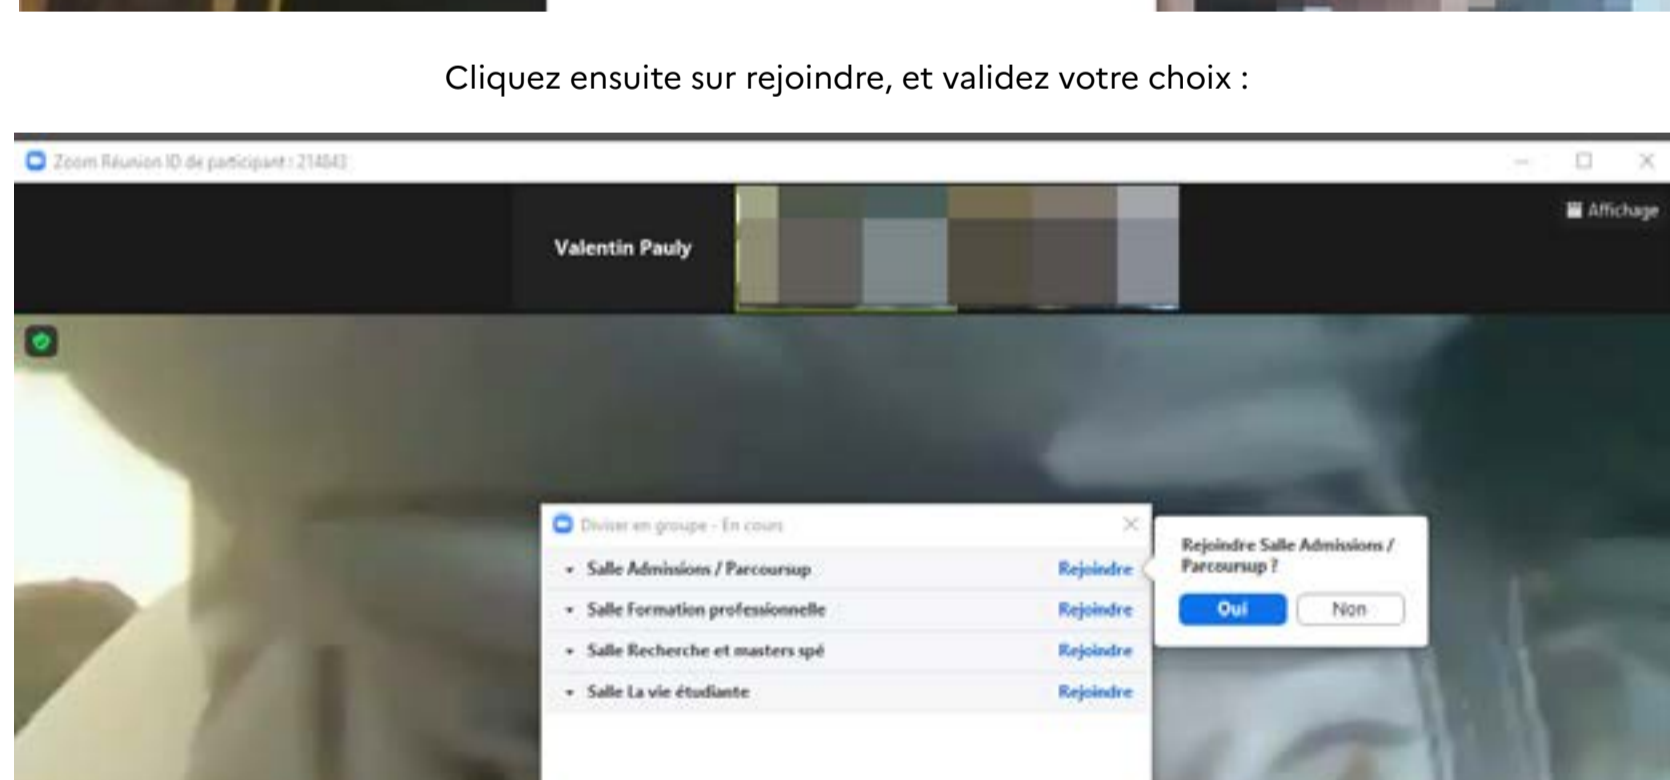 Cliquez ensuite sur rejoindre, et validez votre choix :
Zoom Réunion ID de participant : 214843
Valentin Pauly
Affichage
Diviser en groupe - En cours
Salle Admissions / Parcoursup Rejoindre
Rejoindre Salle Admissions /
Parcoursup ?
Oui Non
Salle Formation professionnelle Rejoindre
Salle Recherche et masters spé Rejoindre
Salle La vie étudiante Rejoindre